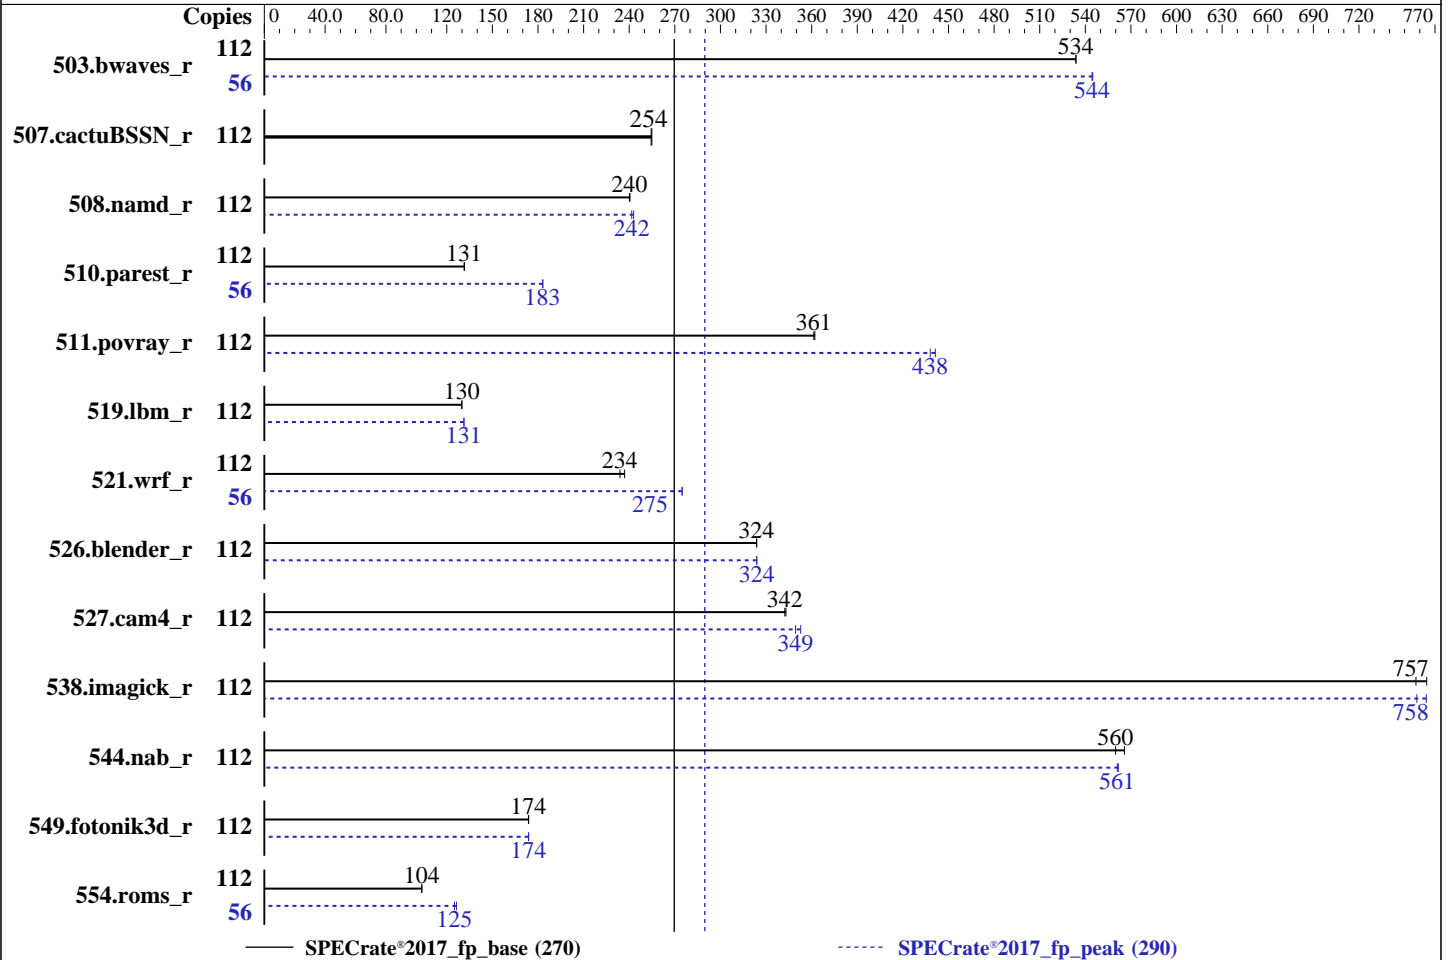 Copies 0 40.0 80.0 120 150 180 210 240 270 300 330 360 390 420 450 480 510 540 570 600 630 660 690 720 770
503.bwaves_r 112 534
56 544
507.cactuBSSN_r 112 254
508.namd_r 112 240
242
510.parest_r 112 131
56 183
511.povray_r 112 361
438
519.lbm_r 112 130
131
521.wrf_r 112 234
56 275
526.blender_r 112 324
324
527.cam4_r 112 342
349
538.imagick_r 112 757
758
544.nab_r 112 560
561
549.fotonik3d_r 112 174
174
554.roms_r 112 104
56 125
SPECrate®2017_fp_base (270) SPECrate®2017_fp_peak (290)